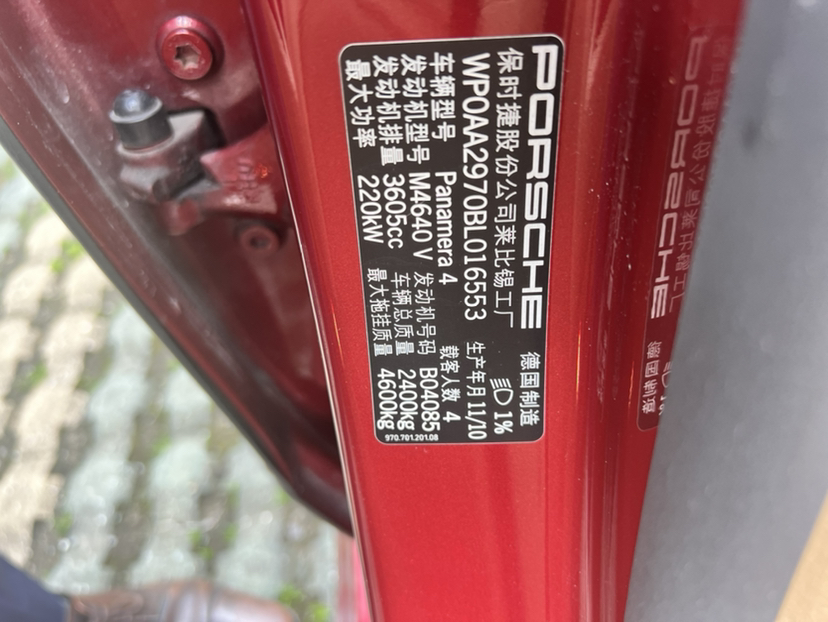 PORSCHE 德国制造
保时捷股份公司莱比锡工厂 1%
WP0AA2970BL016553 生产年月 11/10
车辆型号 Panamera 4 载客人数 4
发动机型号 M4640 V 发动机号码 B04085
发动机排量 3605cc 车辆总质量 2400kg
最大功率 220kW 最大拖挂质量 4600kg
970.701.201.08